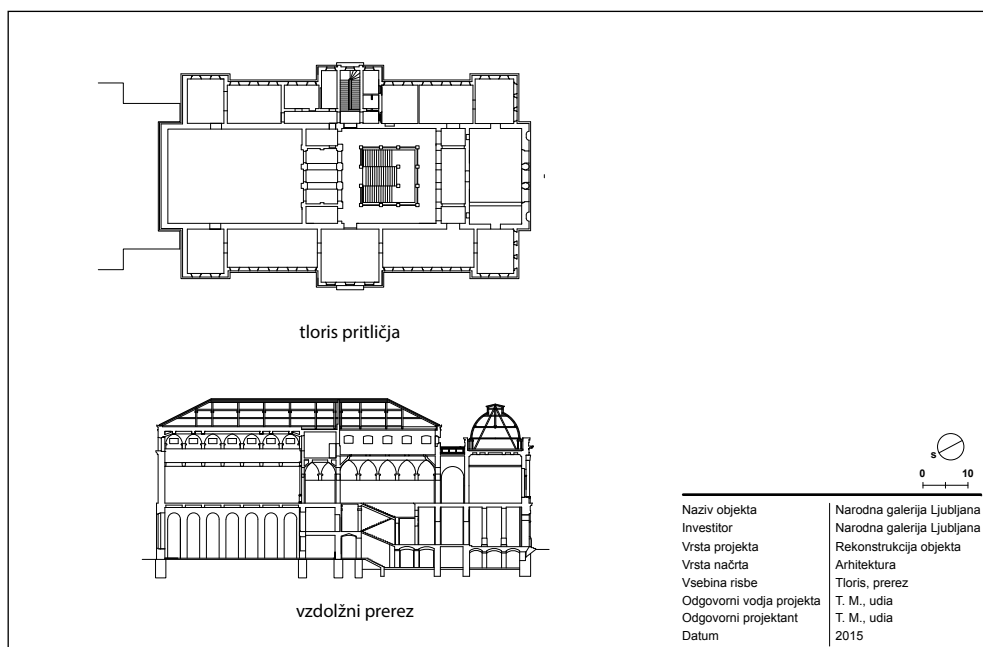 tloris pritličja
vzdolžni prerez
s
0 10
Naziv objekta Narodna galerija Ljubljana
Investitor Narodna galerija Ljubljana
Vrsta projekta Rekonstrukcija objekta
Vrsta načrta Arhitektura
Vsebina risbe Tloris, prerez
Odgovorni vodja projekta T. M., udia
Odgovorni projektant T. M., udia
Datum 2015